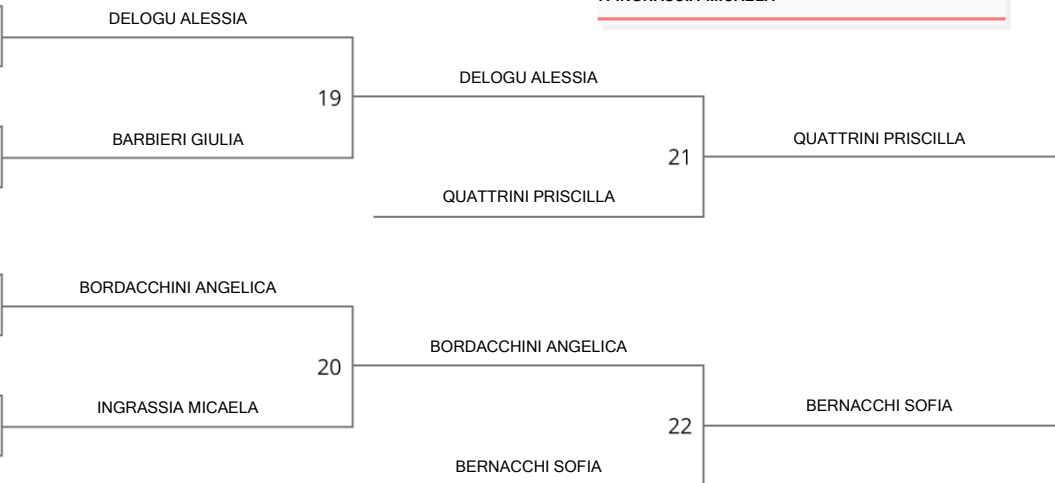 DELOGU ALESSIA
DELOGU ALESSIA
19
BARBIERI GIULIA
QUATTRINI PRISCILLA
21
QUATTRINI PRISCILLA
BORDACCHINI ANGELICA
BORDACCHINI ANGELICA
20
INGRASSIA MICAELA
BERNACCHI SOFIA
22
BERNACCHI SOFIA